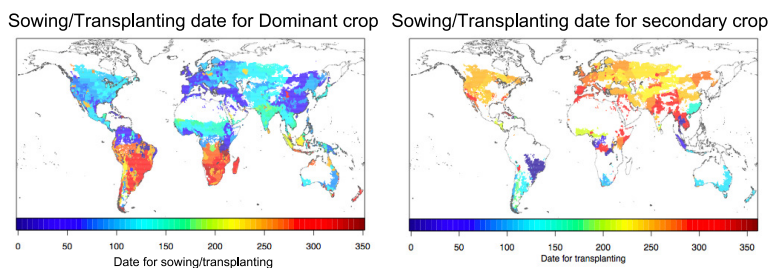 Sowing/Transplanting date for Dominant crop
Sowing/Transplanting date for secondary crop
0 50 100 150 200 250 300 350
Date for sowing/transplanting
0 50 100 150 200 250 300 350
Date for transplanting